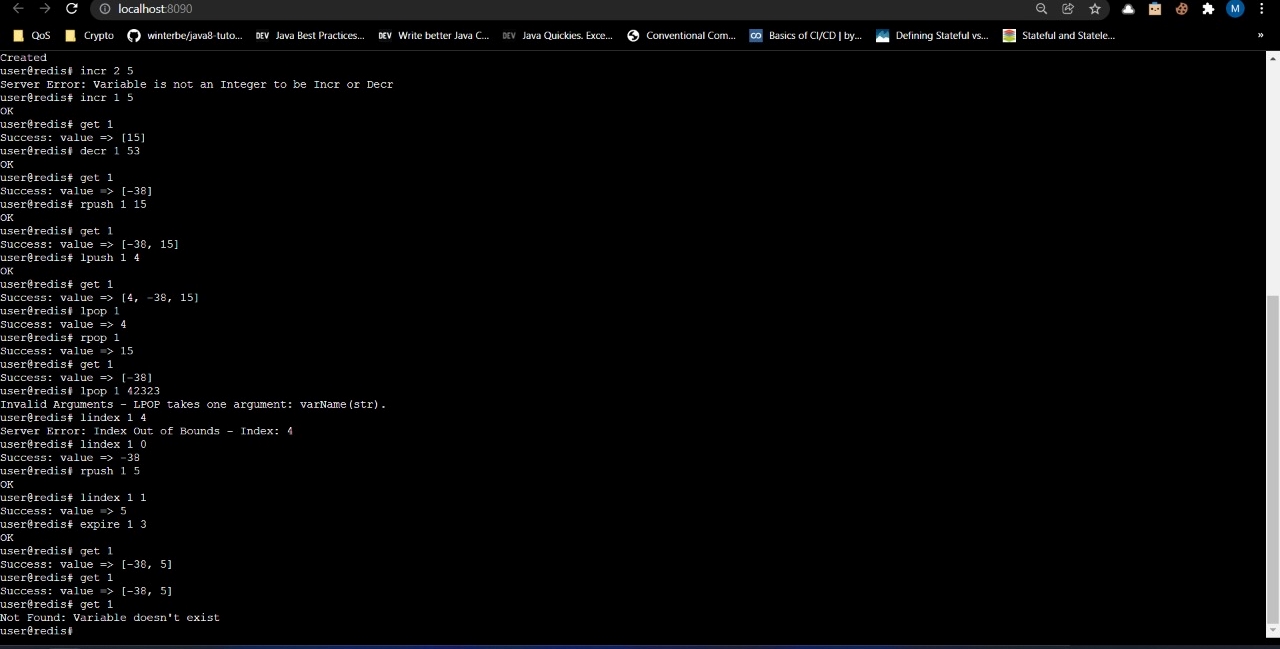 localhost:8090
M
QoS
Crypto
winterbe/java8-tuto...
DEV Java Best Practices...
DEV Write better Java C...
DEV Java Quickies. Exce...
Conventional Com...
Basics of CI/CD | by...
Defining Stateful vs...
Stateful and Statele...
»
Created
user@redis# incr 2 5
Server Error: Variable is not an Integer to be Incr or Decr
user@redis# incr 1 5
OK
user@redis# get 1
Success: value => [15]
user@redis# decr 1 53
OK
user@redis# get 1
Success: value => [-38]
user@redis# rpush 1 15
OK
user@redis# get 1
Success: value => [-38, 15]
user@redis# lpush 1 4
OK
user@redis# get 1
Success: value => [4, -38, 15]
user@redis# lpop 1
Success: value => 4
user@redis# rpop 1
Success: value => 15
user@redis# get 1
Success: value => [-38]
user@redis# lpop 1 42323
Invalid Arguments - LPOP takes one argument: varName(str).
user@redis# lindex 1 4
Server Error: Index Out of Bounds - Index: 4
user@redis# lindex 1 0
Success: value => -38
user@redis# rpush 1 5
OK
user@redis# lindex 1 1
Success: value => 5
user@redis# expire 1 3
OK
user@redis# get 1
Success: value => [-38, 5]
user@redis# get 1
Success: value => [-38, 5]
user@redis# get 1
Not Found: Variable doesn't exist
user@redis#